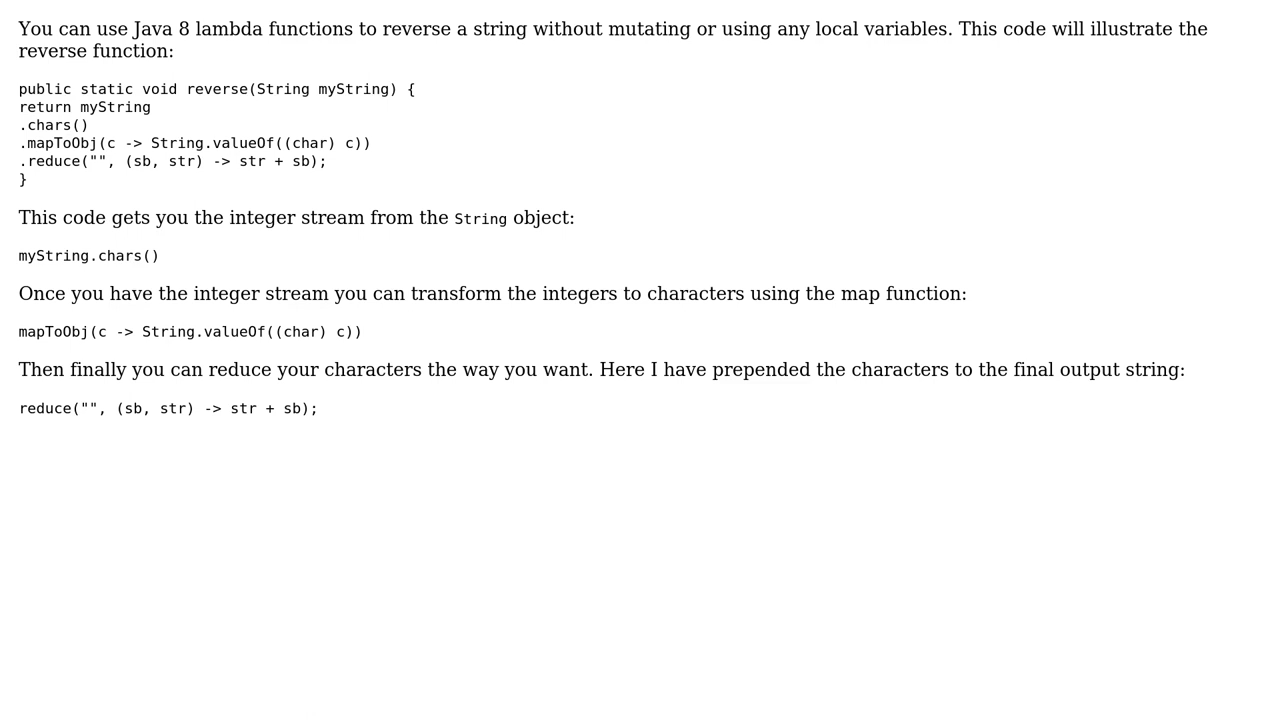 You can use Java 8 lambda functions to reverse a string without mutating or using any local variables. This code will illustrate the
reverse function:
public static void reverse(String myString) {
return myString
.chars()
.mapToObj(c -> String.valueOf((char) c))
.reduce("", (sb, str) -> str + sb);
}
This code gets you the integer stream from the String object:
myString.chars()
Once you have the integer stream you can transform the integers to characters using the map function:
mapToObj(c -> String.valueOf((char) c))
Then finally you can reduce your characters the way you want. Here I have prepended the characters to the final output string:
reduce("", (sb, str) -> str + sb);